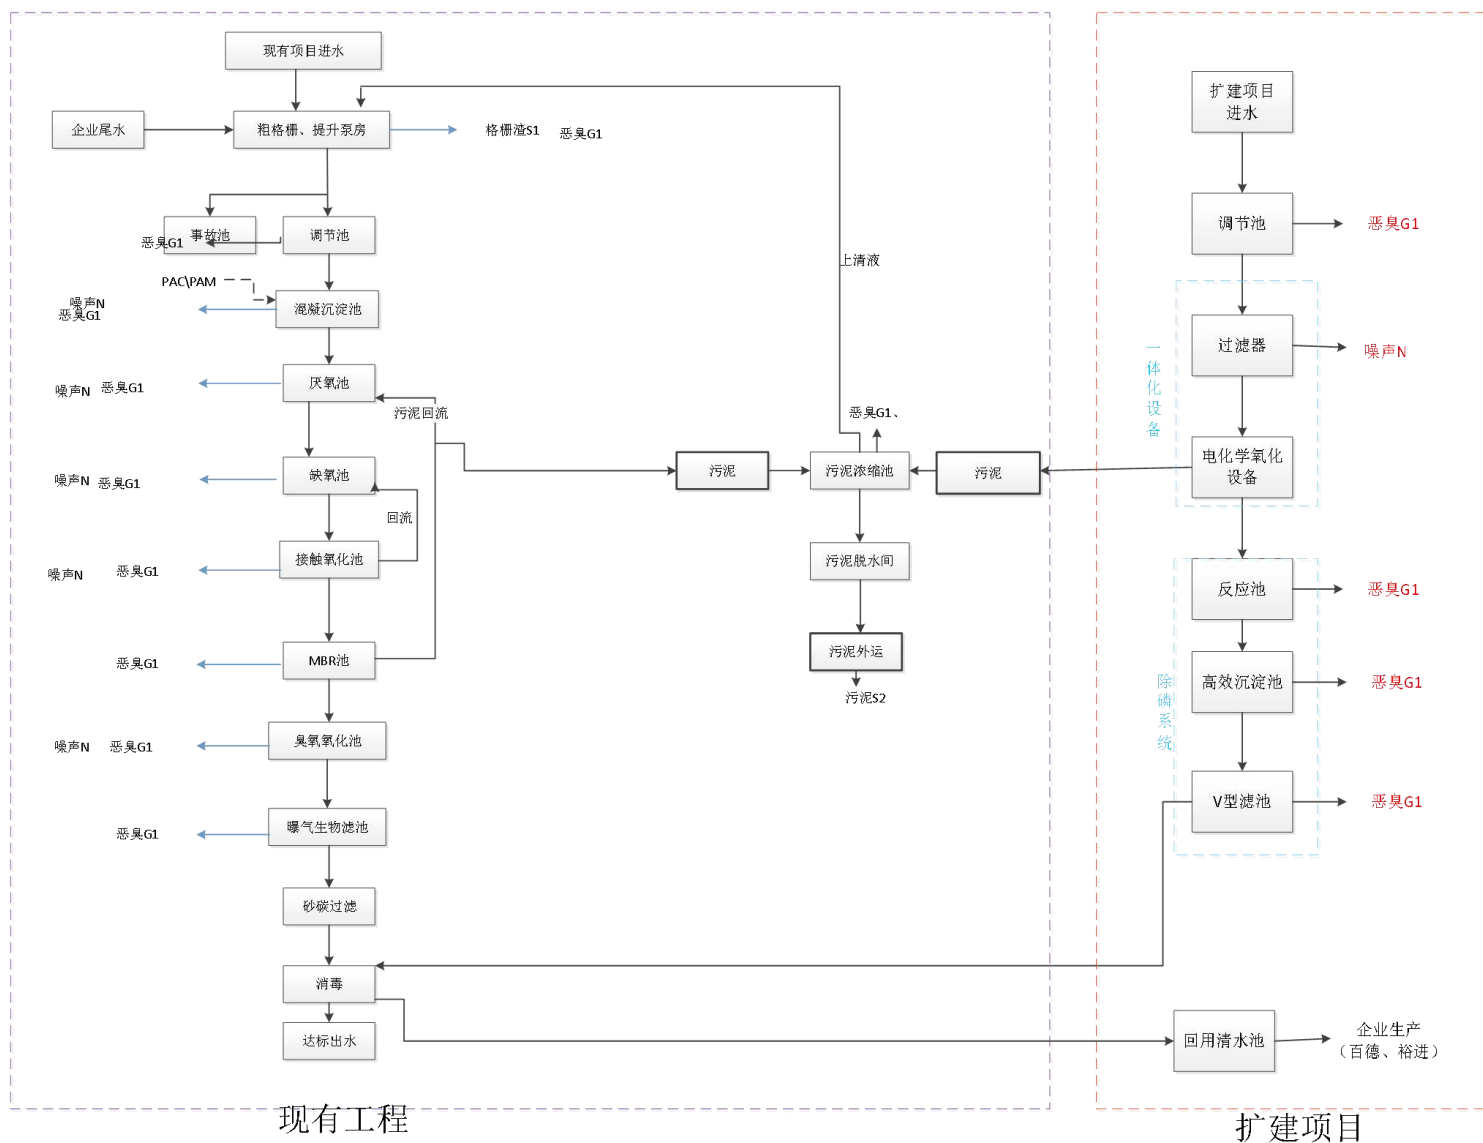 现有项目进水
企业尾水
粗格栅、提升泵房
格栅渣S1
恶臭G1
事故池
恶臭G1
调节池
PAC\PAM
噪声N
恶臭G1
混凝沉淀池
噪声N
恶臭G1
厌氧池
污泥回流
噪声N
恶臭G1
缺氧池
回流
噪声N
恶臭G1
接触氧化池
恶臭G1
MBR池
噪声N
恶臭G1
臭氧氧化池
恶臭G1
曝气生物滤池
砂碳过滤
消毒
达标出水
上清液
恶臭G1、
污泥
污泥浓缩池
污泥
污泥脱水间
污泥外运
污泥S2
现有工程
扩建项目
进水
调节池
恶臭G1
一体化设备
过滤器
噪声N
电化学氧化
设备
除磷系统
反应池
恶臭G1
高效沉淀池
恶臭G1
V型滤池
恶臭G1
回用清水池
企业生产
（百德、裕进）
扩建项目